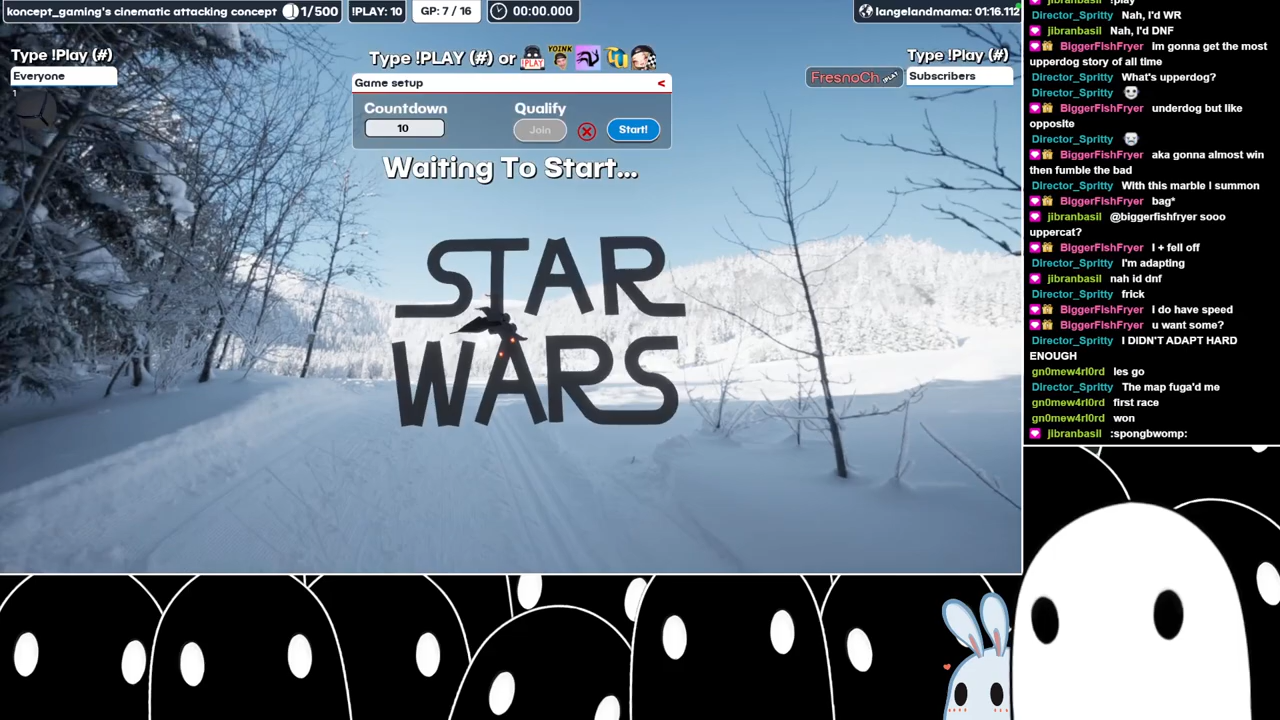 koncept_gaming's cinematic attacking concept 1/500 !PLAY: 10 GP: 7 / 16 00:00.000 langelandmama: 01:16.112
Type !Play (#)
Everyone
1
Type !PLAY (#) or
!PLAY
YOINK
Game setup <
Countdown Qualify
10 Join Start!
Waiting To Start...
Type !Play (#)
FresnoCh !PLAY Subscribers
STAR
WARS
jibranbasil !play
Director_Spritty Nah, I'd WR
jibranbasil Nah, I'd DNF
BiggerFishFryer Im gonna get the most
upperdog story of all time
Director_Spritty What's upperdog?
Director_Spritty
BiggerFishFryer underdog but like
opposite
Director_Spritty
BiggerFishFryer aka gonna almost win
then fumble the bad
Director_Spritty With this marble I summon
BiggerFishFryer bag*
jibranbasil @biggerfishfryer sooo
uppercat?
BiggerFishFryer I + fell off
Director_Spritty I'm adapting
jibranbasil nah id dnf
Director_Spritty frick
BiggerFishFryer I do have speed
BiggerFishFryer u want some?
Director_Spritty I DIDN'T ADAPT HARD
ENOUGH
gn0mew4rl0rd les go
Director_Spritty The map fuga'd me
gn0mew4rl0rd first race
gn0mew4rl0rd won
jibranbasil :spongbwomp: